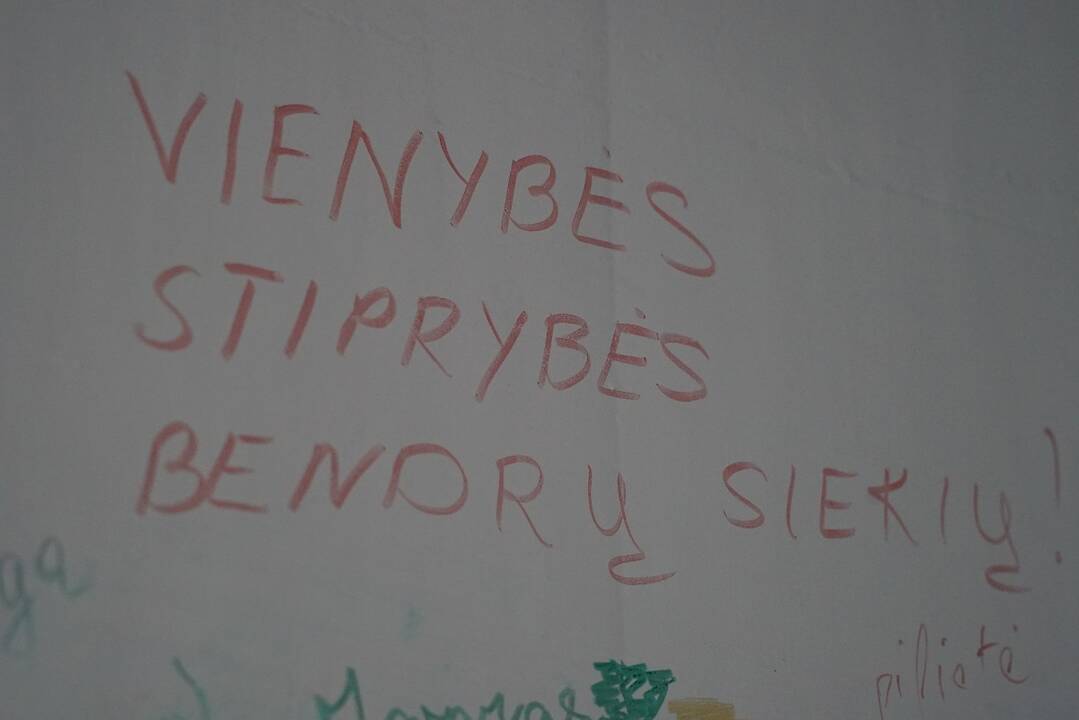 VIENYBĖS
STIPRYBĖS
BENDRŲ SIEKIŲ!
pilietė